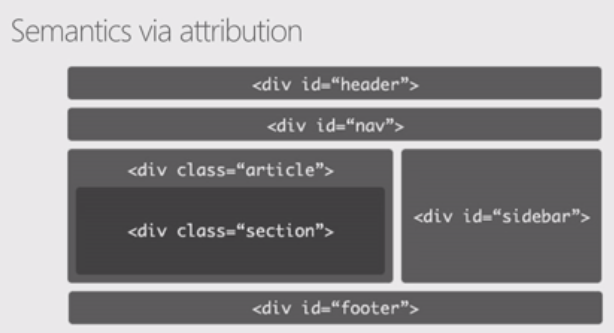 Semantics via attribution
<div id=“header”>
<div id=“nav”>
<div class=“article”>
<div class=“section”>
<div id=“sidebar”>
<div id=“footer”>